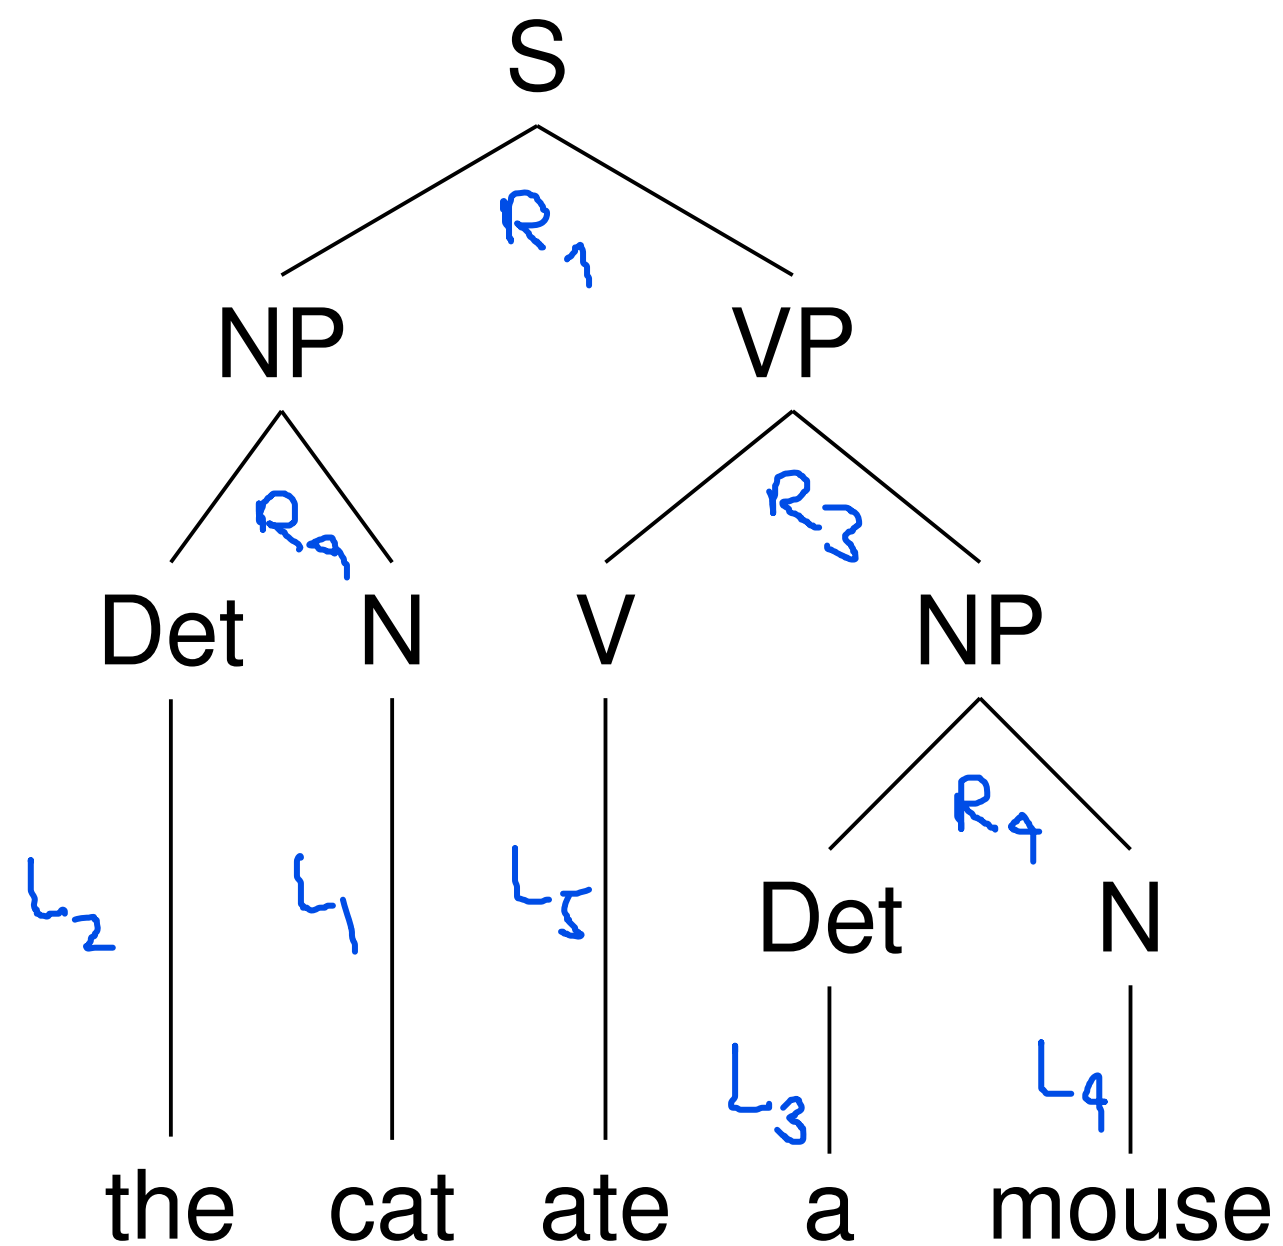 S
R1
NP VP
R4 R3
Det N V NP
R4
L2 L1 L5 Det N
L3 L4
the cat ate a mouse